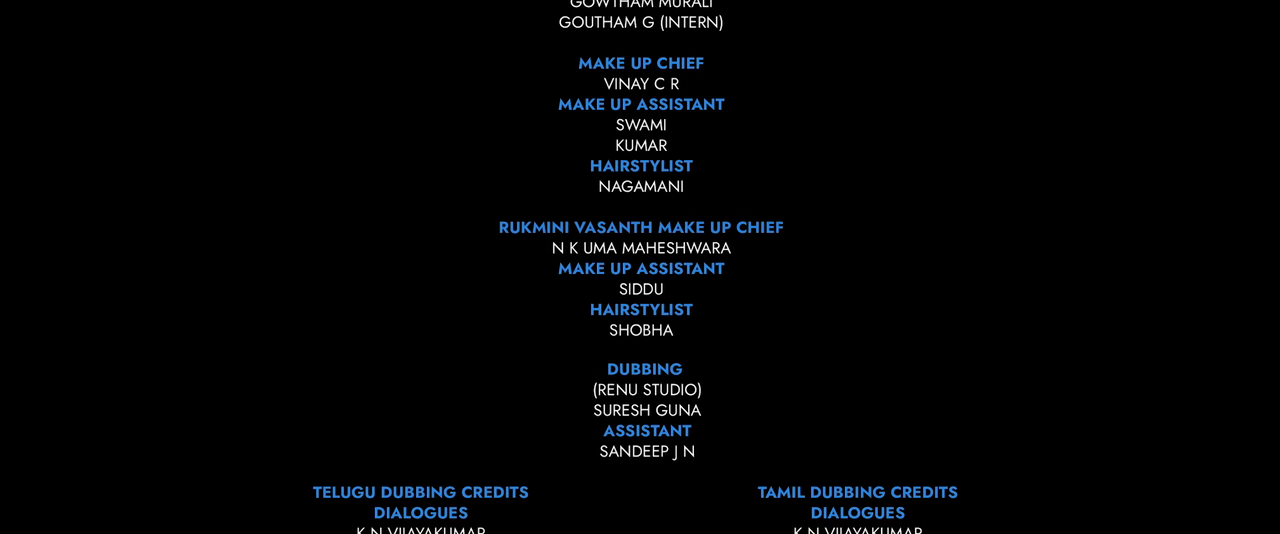 GOWTHAM MURALI
GOUTHAM G (INTERN)
MAKE UP CHIEF
VINAY C R
MAKE UP ASSISTANT
SWAMI
KUMAR
HAIRSTYLIST
NAGAMANI
RUKMINI VASANTH MAKE UP CHIEF
N K UMA MAHESHWARA
MAKE UP ASSISTANT
SIDDU
HAIRSTYLIST
SHOBHA
DUBBING
(RENU STUDIO)
SURESH GUNA
ASSISTANT
SANDEEP J N
TELUGU DUBBING CREDITS
DIALOGUES
K N VIJAYAKUMAR
TAMIL DUBBING CREDITS
DIALOGUES
K N VIJAYAKUMAR